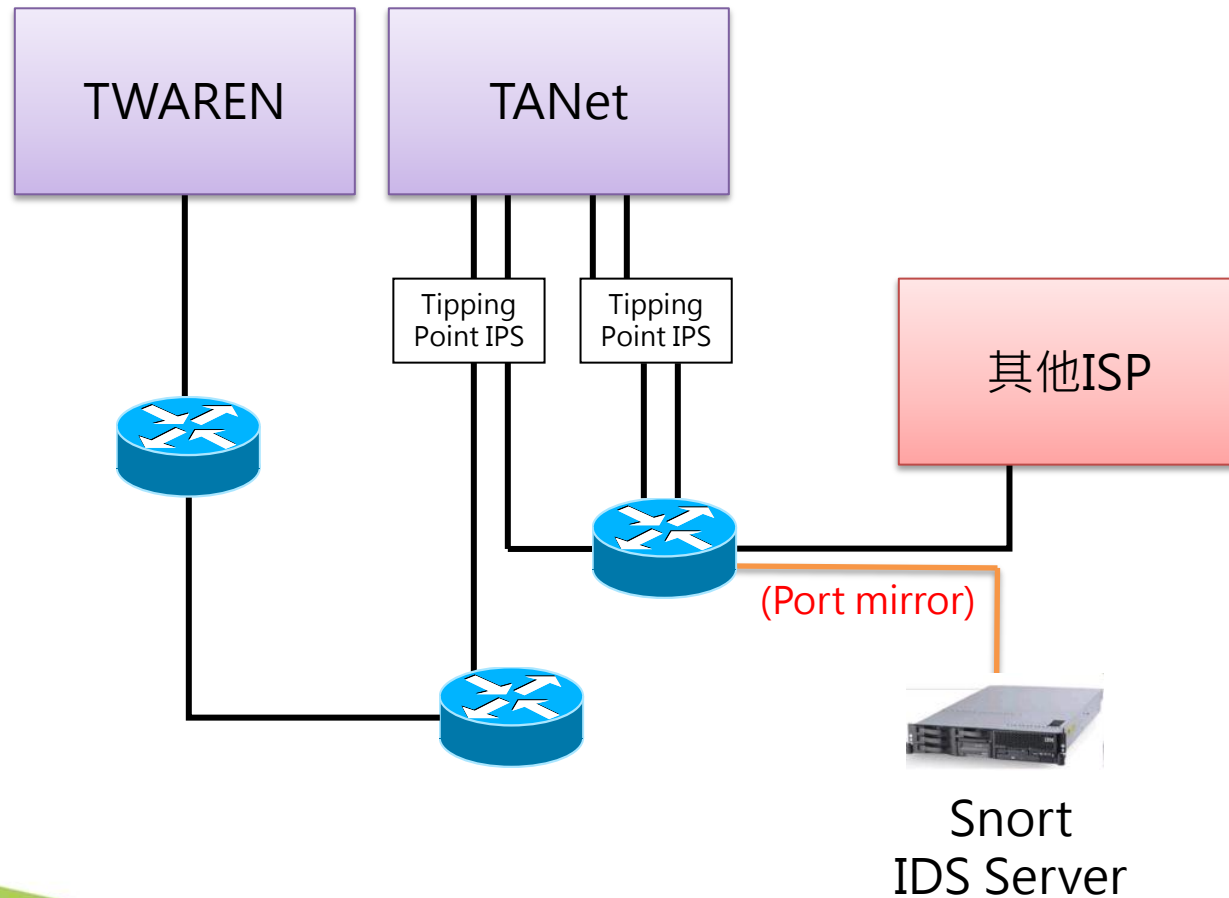 TWAREN
TANet
Tipping
Point IPS
Tipping
Point IPS
其他ISP
(Port mirror)
Snort
IDS Server